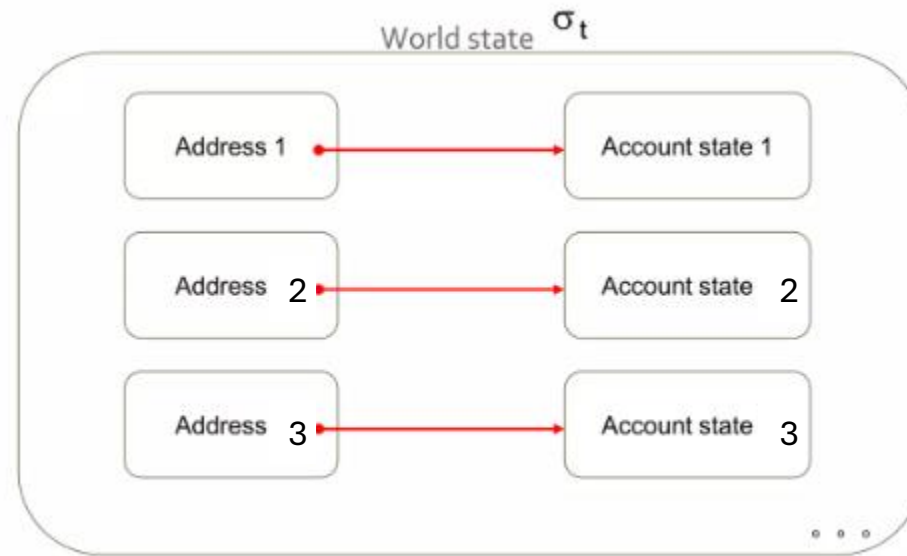 World state σt
Address 1 Account state 1
Address 2 Account state 2
Address 3 Account state 3